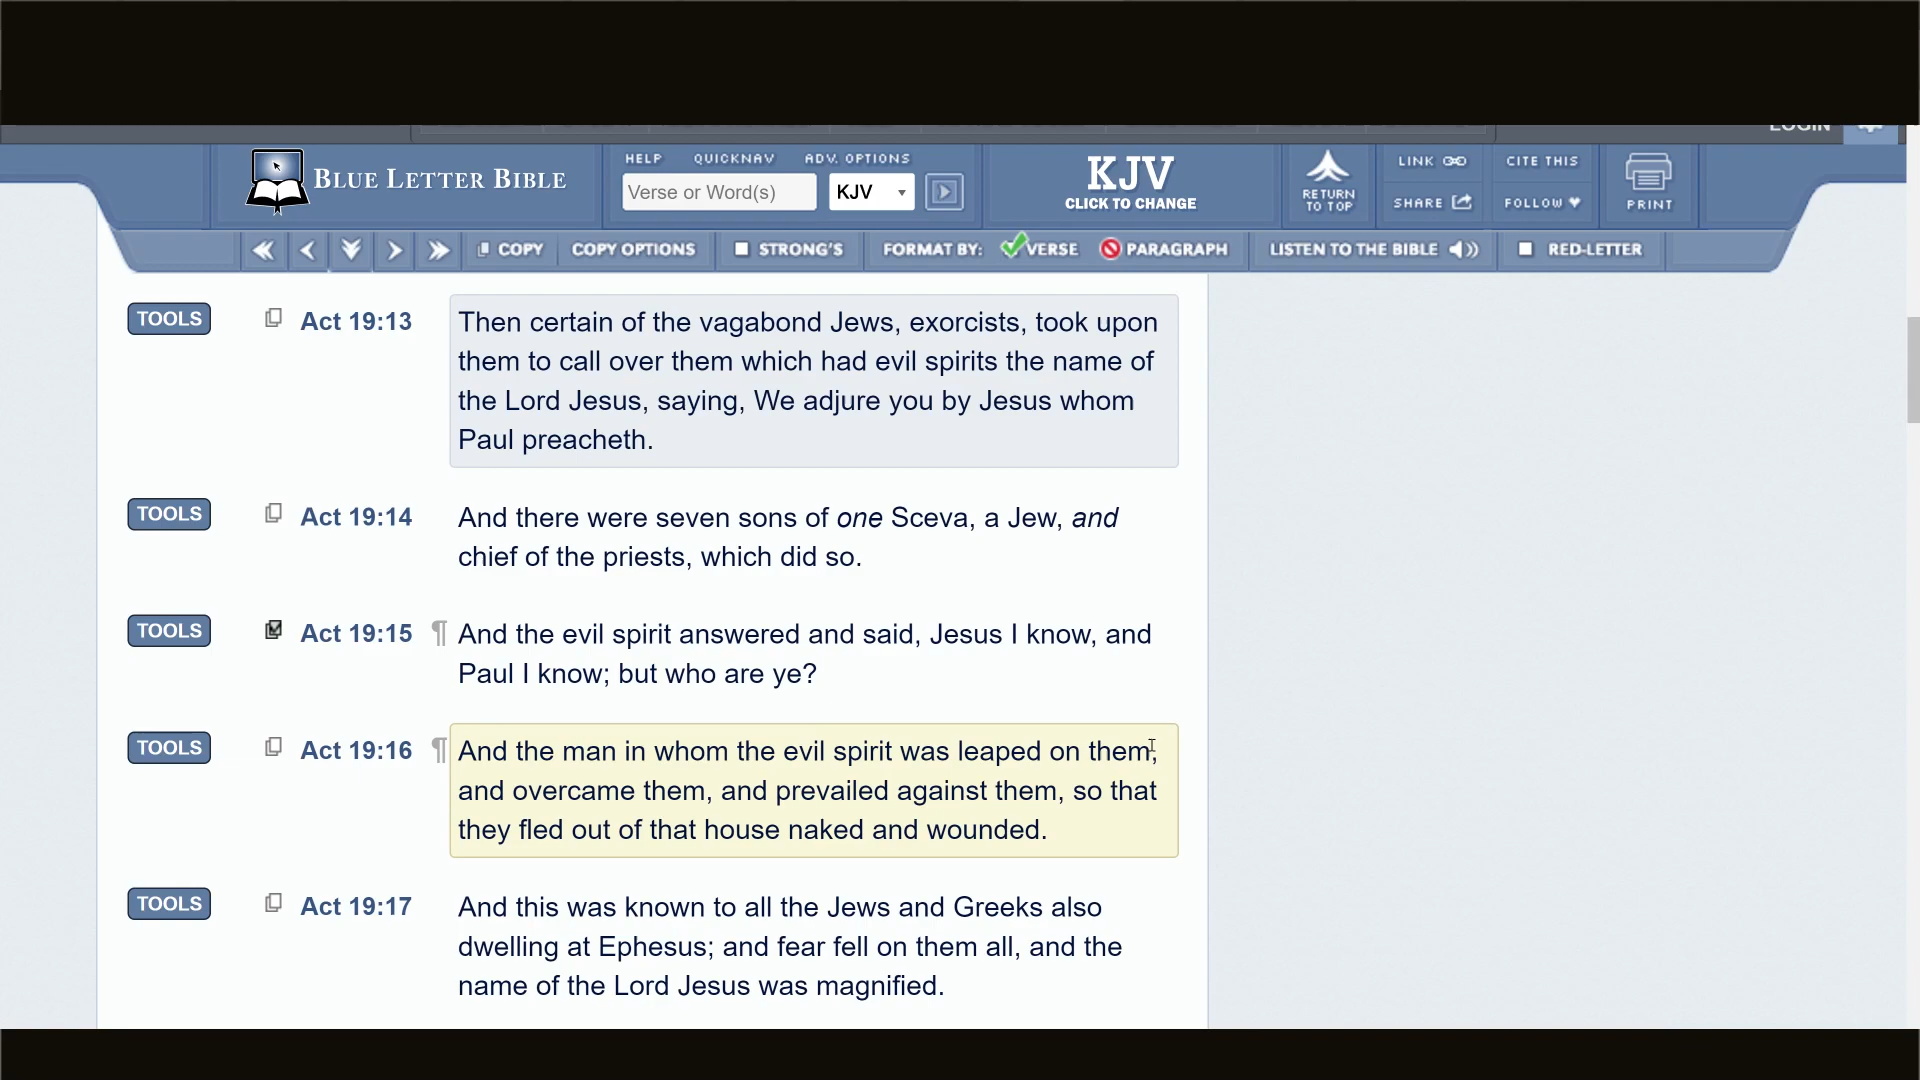 LOGIN
BLUE LETTER BIBLE
HELP QUICKNAV ADV. OPTIONS
Verse or Word(s) KJV
KJV
CLICK TO CHANGE
RETURN
TO TOP
LINK CITE THIS
SHARE FOLLOW
PRINT
COPY COPY OPTIONS STRONG'S FORMAT BY: VERSE PARAGRAPH LISTEN TO THE BIBLE RED-LETTER
TOOLS Act 19:13 Then certain of the vagabond Jews, exorcists, took upon
them to call over them which had evil spirits the name of
the Lord Jesus, saying, We adjure you by Jesus whom
Paul preacheth.
TOOLS Act 19:14 And there were seven sons of one Sceva, a Jew, and
chief of the priests, which did so.
TOOLS Act 19:15 ¶ And the evil spirit answered and said, Jesus I know, and
Paul I know; but who are ye?
TOOLS Act 19:16 ¶ And the man in whom the evil spirit was leaped on them,
and overcame them, and prevailed against them, so that
they fled out of that house naked and wounded.
TOOLS Act 19:17 And this was known to all the Jews and Greeks also
dwelling at Ephesus; and fear fell on them all, and the
name of the Lord Jesus was magnified.